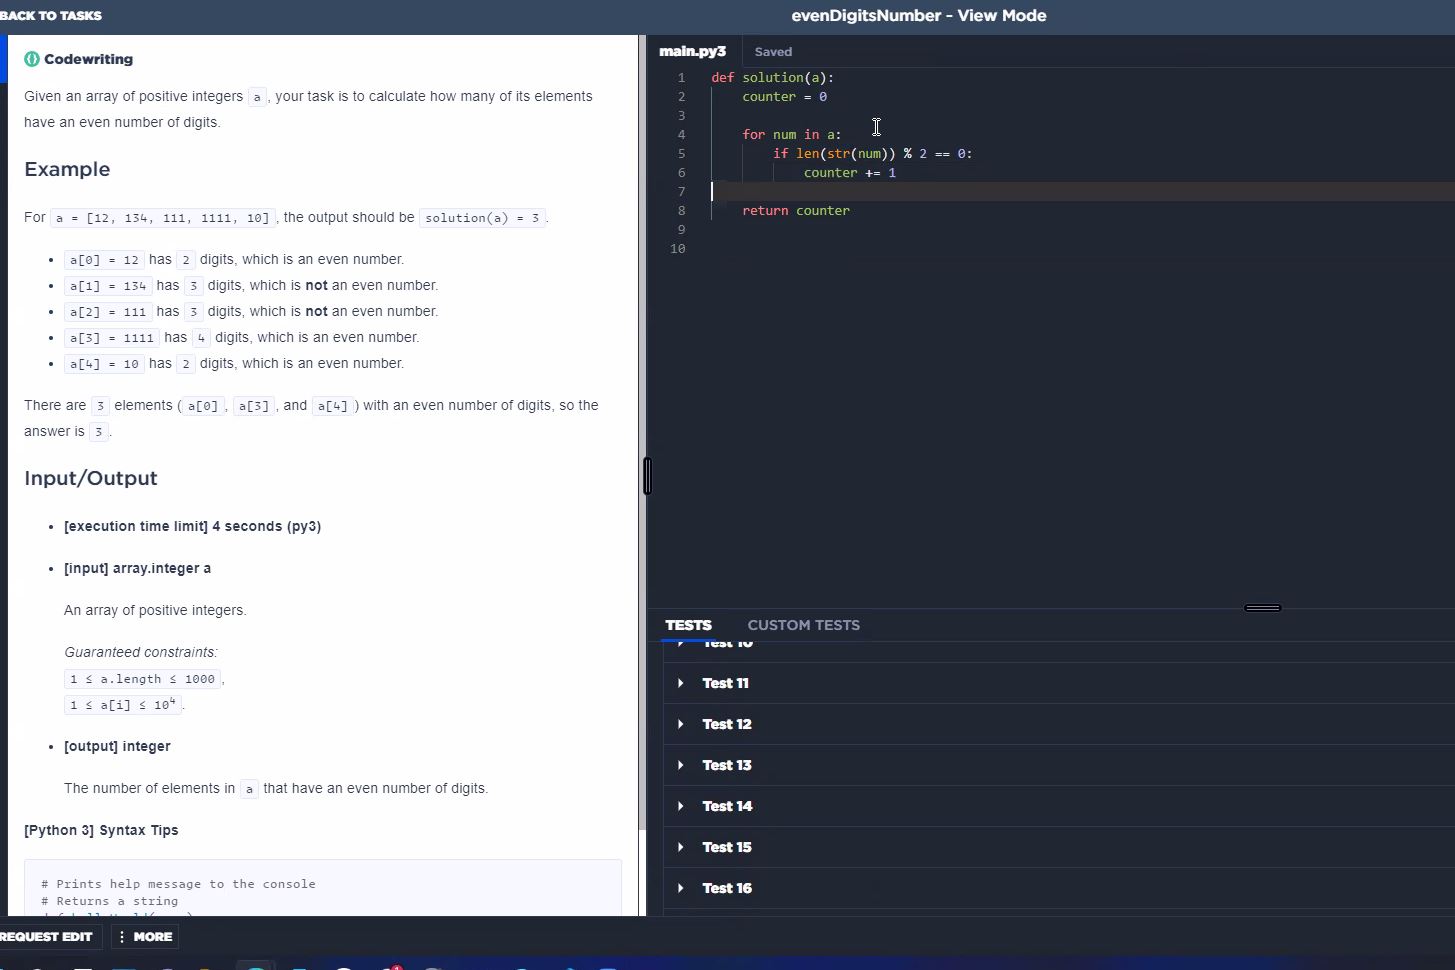 BACK TO TASKS
evenDigitsNumber - View Mode
Codewriting
Given an array of positive integers a, your task is to calculate how many of its elements
have an even number of digits.
Example
For a = [12, 134, 111, 1111, 10], the output should be solution(a) = 3.
• a[0] = 12 has 2 digits, which is an even number.
• a[1] = 134 has 3 digits, which is not an even number.
• a[2] = 111 has 3 digits, which is not an even number.
• a[3] = 1111 has 4 digits, which is an even number.
• a[4] = 10 has 2 digits, which is an even number.
There are 3 elements (a[0], a[3], and a[4]) with an even number of digits, so the
answer is 3.
Input/Output
• [execution time limit] 4 seconds (py3)
• [input] array.integer a
An array of positive integers.
Guaranteed constraints:
1 ≤ a.length ≤ 1000,
1 ≤ a[i] ≤ 10⁴.
• [output] integer
The number of elements in a that have an even number of digits.
[Python 3] Syntax Tips
# Prints help message to the console
# Returns a string
REQUEST EDIT
⋮ MORE
main.py3 Saved
1 def solution(a):
2     counter = 0
3
4     for num in a:
5         if len(str(num)) % 2 == 0:
6             counter += 1
7
8     return counter
9
10
TESTS CUSTOM TESTS
Test 10
Test 11
Test 12
Test 13
Test 14
Test 15
Test 16